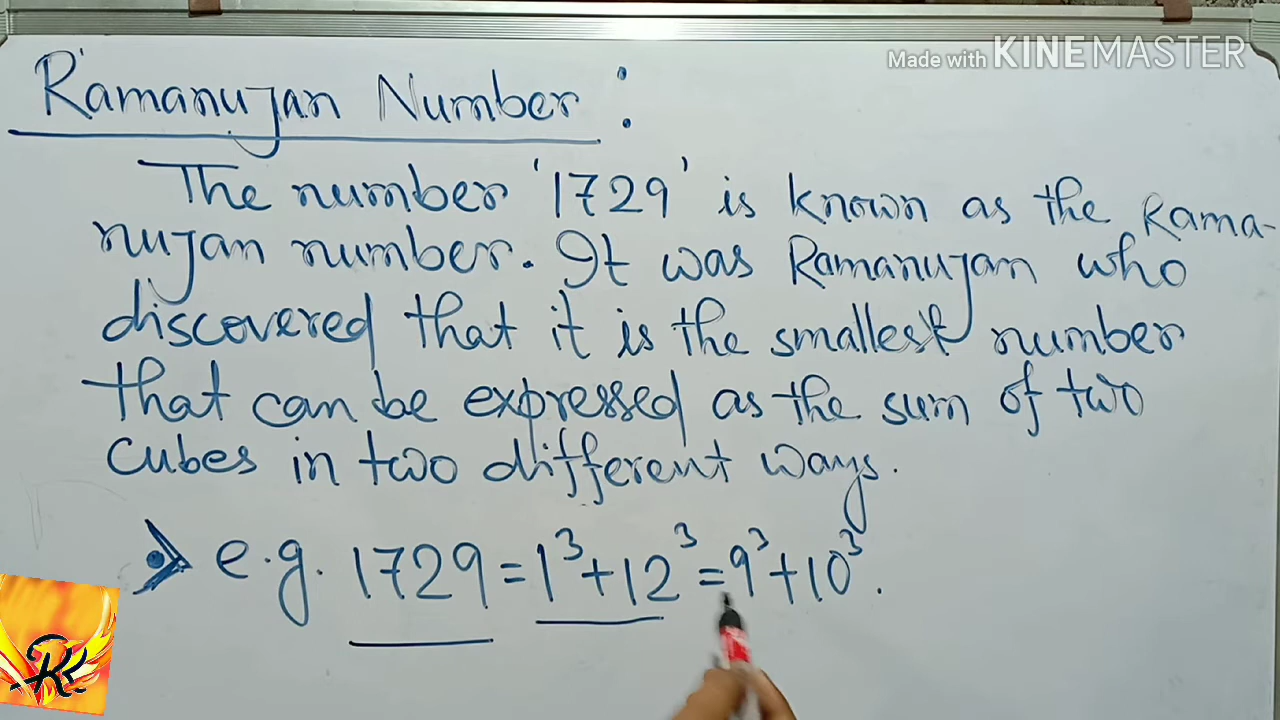 Made with KINEMASTER
Ramanujan Number :
The number '1729' is known as the Rama-
nujan number. It was Ramanujan who
discovered that it is the smallest number
that can be expressed as the sum of two
cubes in two different ways.
e.g. 1729 = 1³ + 12³ = 9³ + 10³.
RK